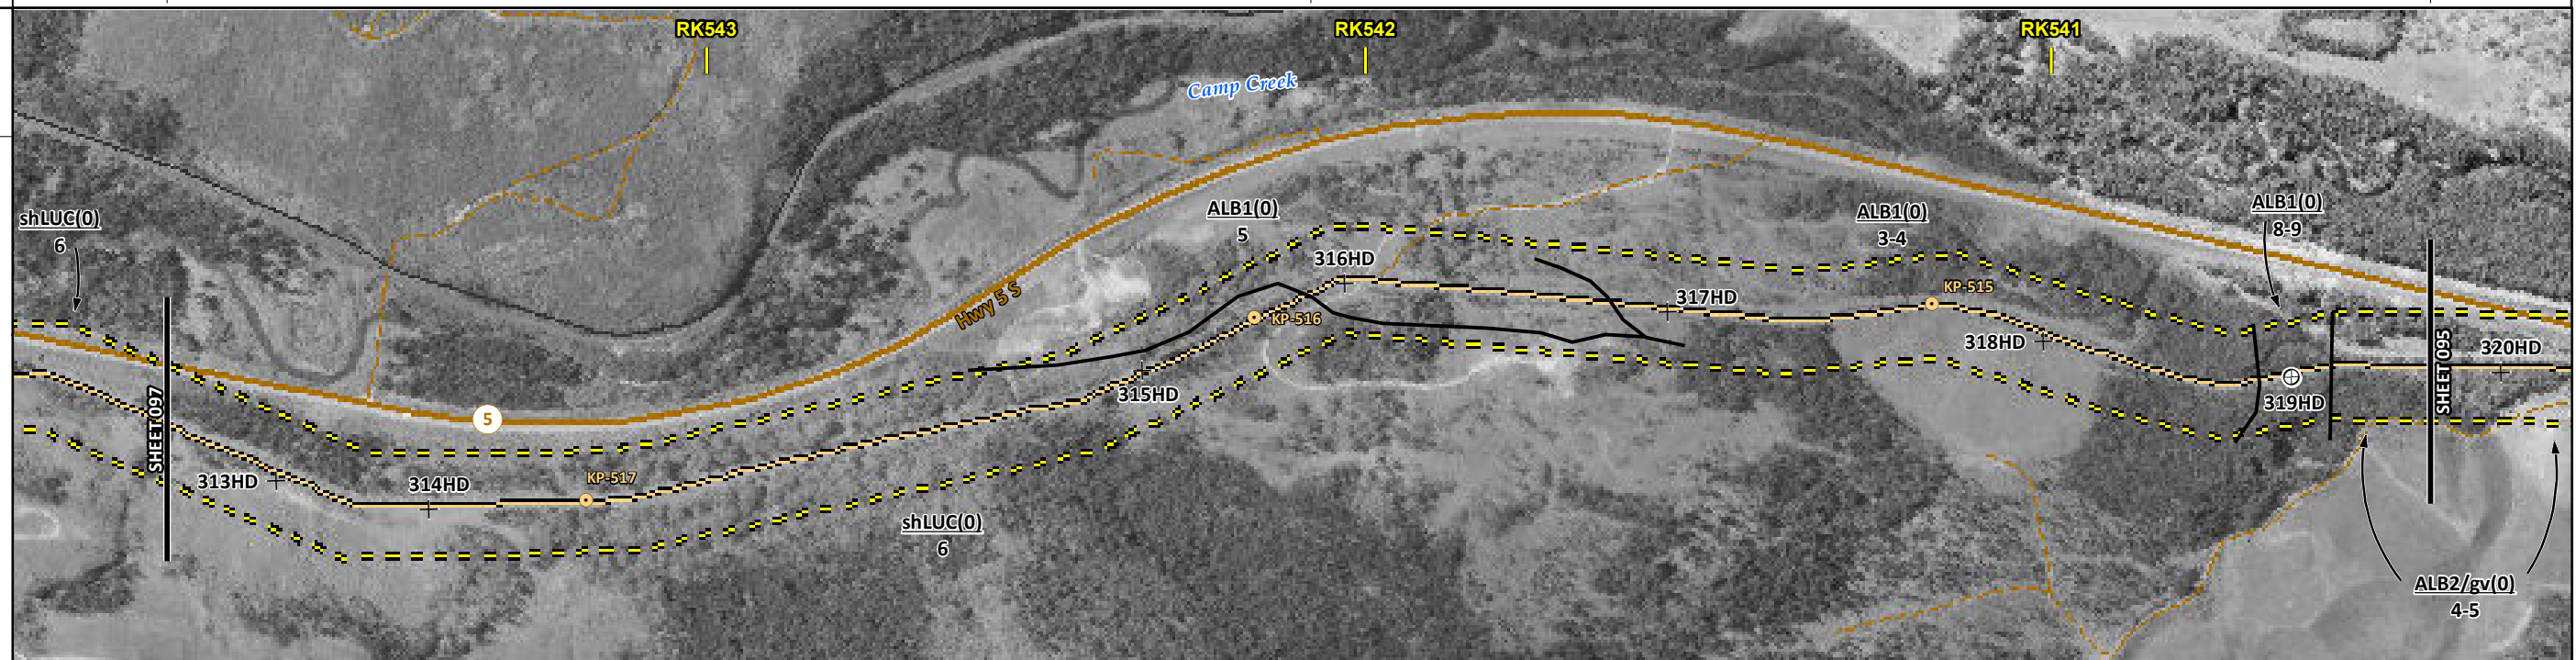 RK543
RK542
RK541
Camp Creek
shLUC(0)
6
ALB1(0)
5
ALB1(0)
3-4
ALB1(0)
8-9
316HD
KP-516
317HD
KP-515
318HD
319HD
320HD
SHEET 095
Hwy 5 S
5
SHEET 097
315HD
313HD
314HD
KP-517
shLUC(0)
6
ALB2/gv(0)
4-5